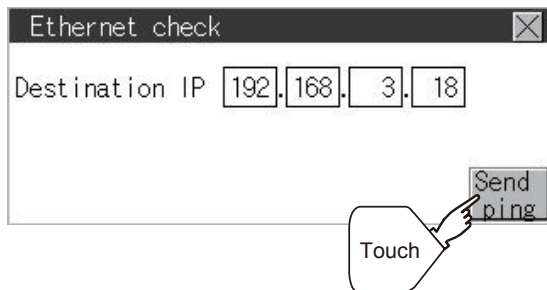 Ethernet check
Destination IP 192.168.3.18
Send
ping
Touch